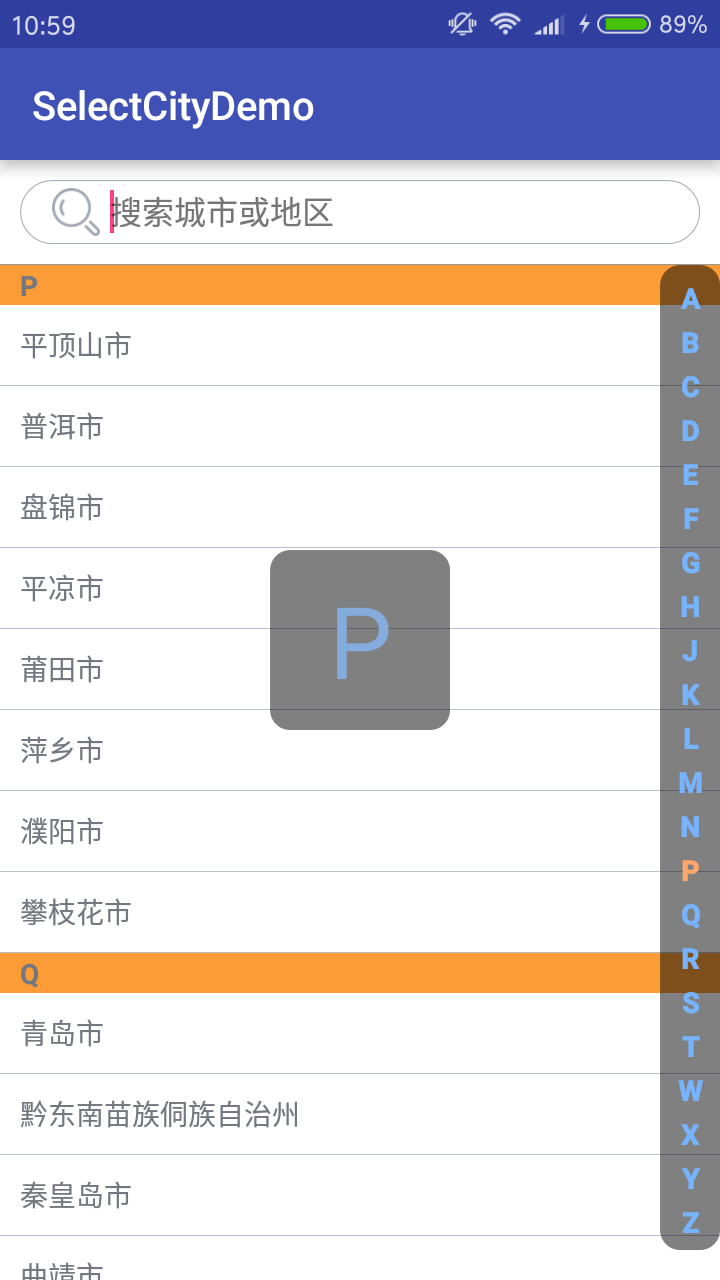 10:59 89%
SelectCityDemo
搜索城市或地区
P
平顶山市
普洱市
盘锦市
平凉市
莆田市
萍乡市
濮阳市
攀枝花市
Q
青岛市
黔东南苗族侗族自治州
秦皇岛市
曲靖市
P
A
B
C
D
E
F
G
H
J
K
L
M
N
P
Q
R
S
T
W
X
Y
Z